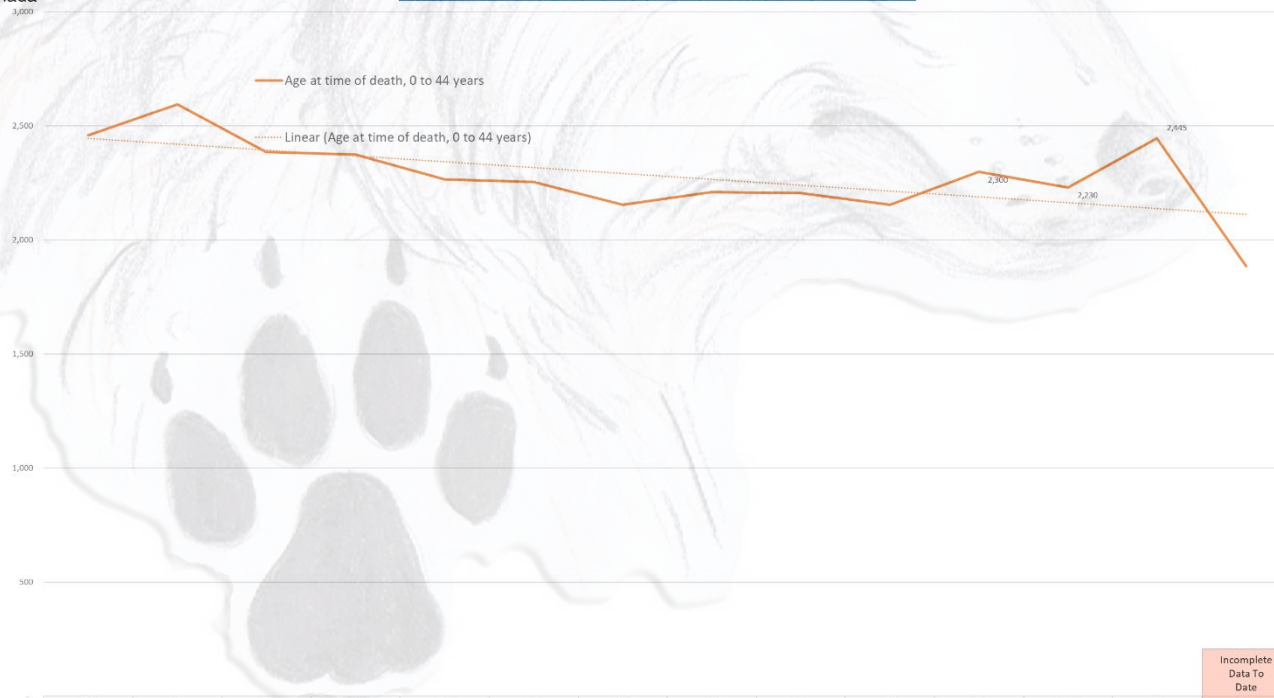 3,000
Age at time of death, 0 to 44 years
2,500
Linear (Age at time of death, 0 to 44 years)
2,445
2,300
2,230
2,000
1,500
1,000
500
Incomplete
Data To
Date